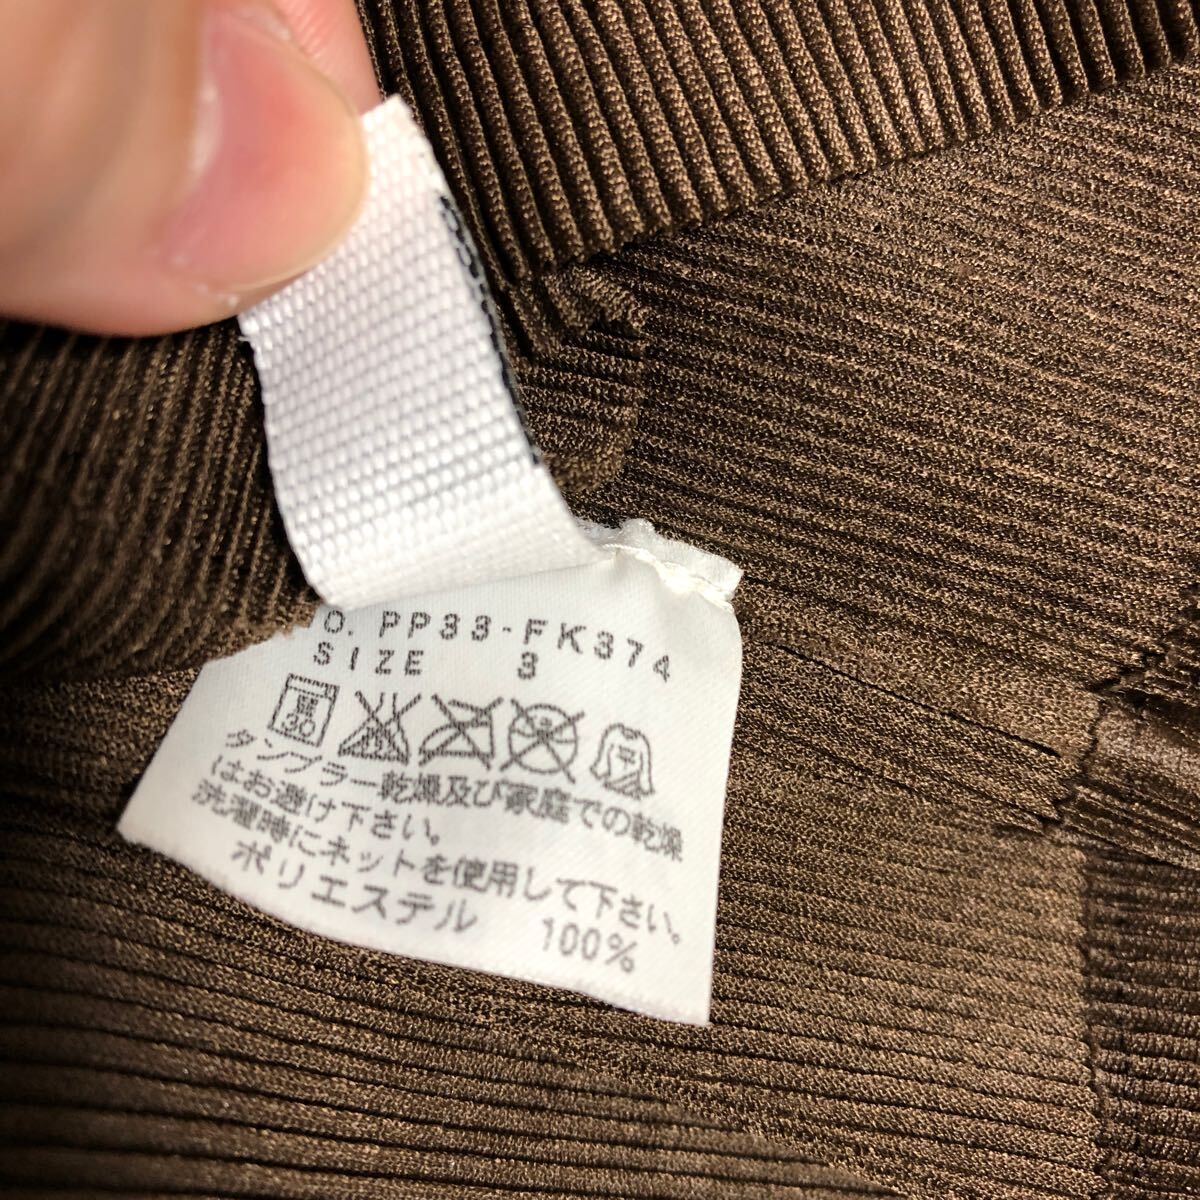 O. PP33-FK374
SIZE 3
30
タンブラー乾燥及び家庭での乾燥
はお避け下さい。
洗濯時にネットを使用して下さい。
ポリエステル 100%